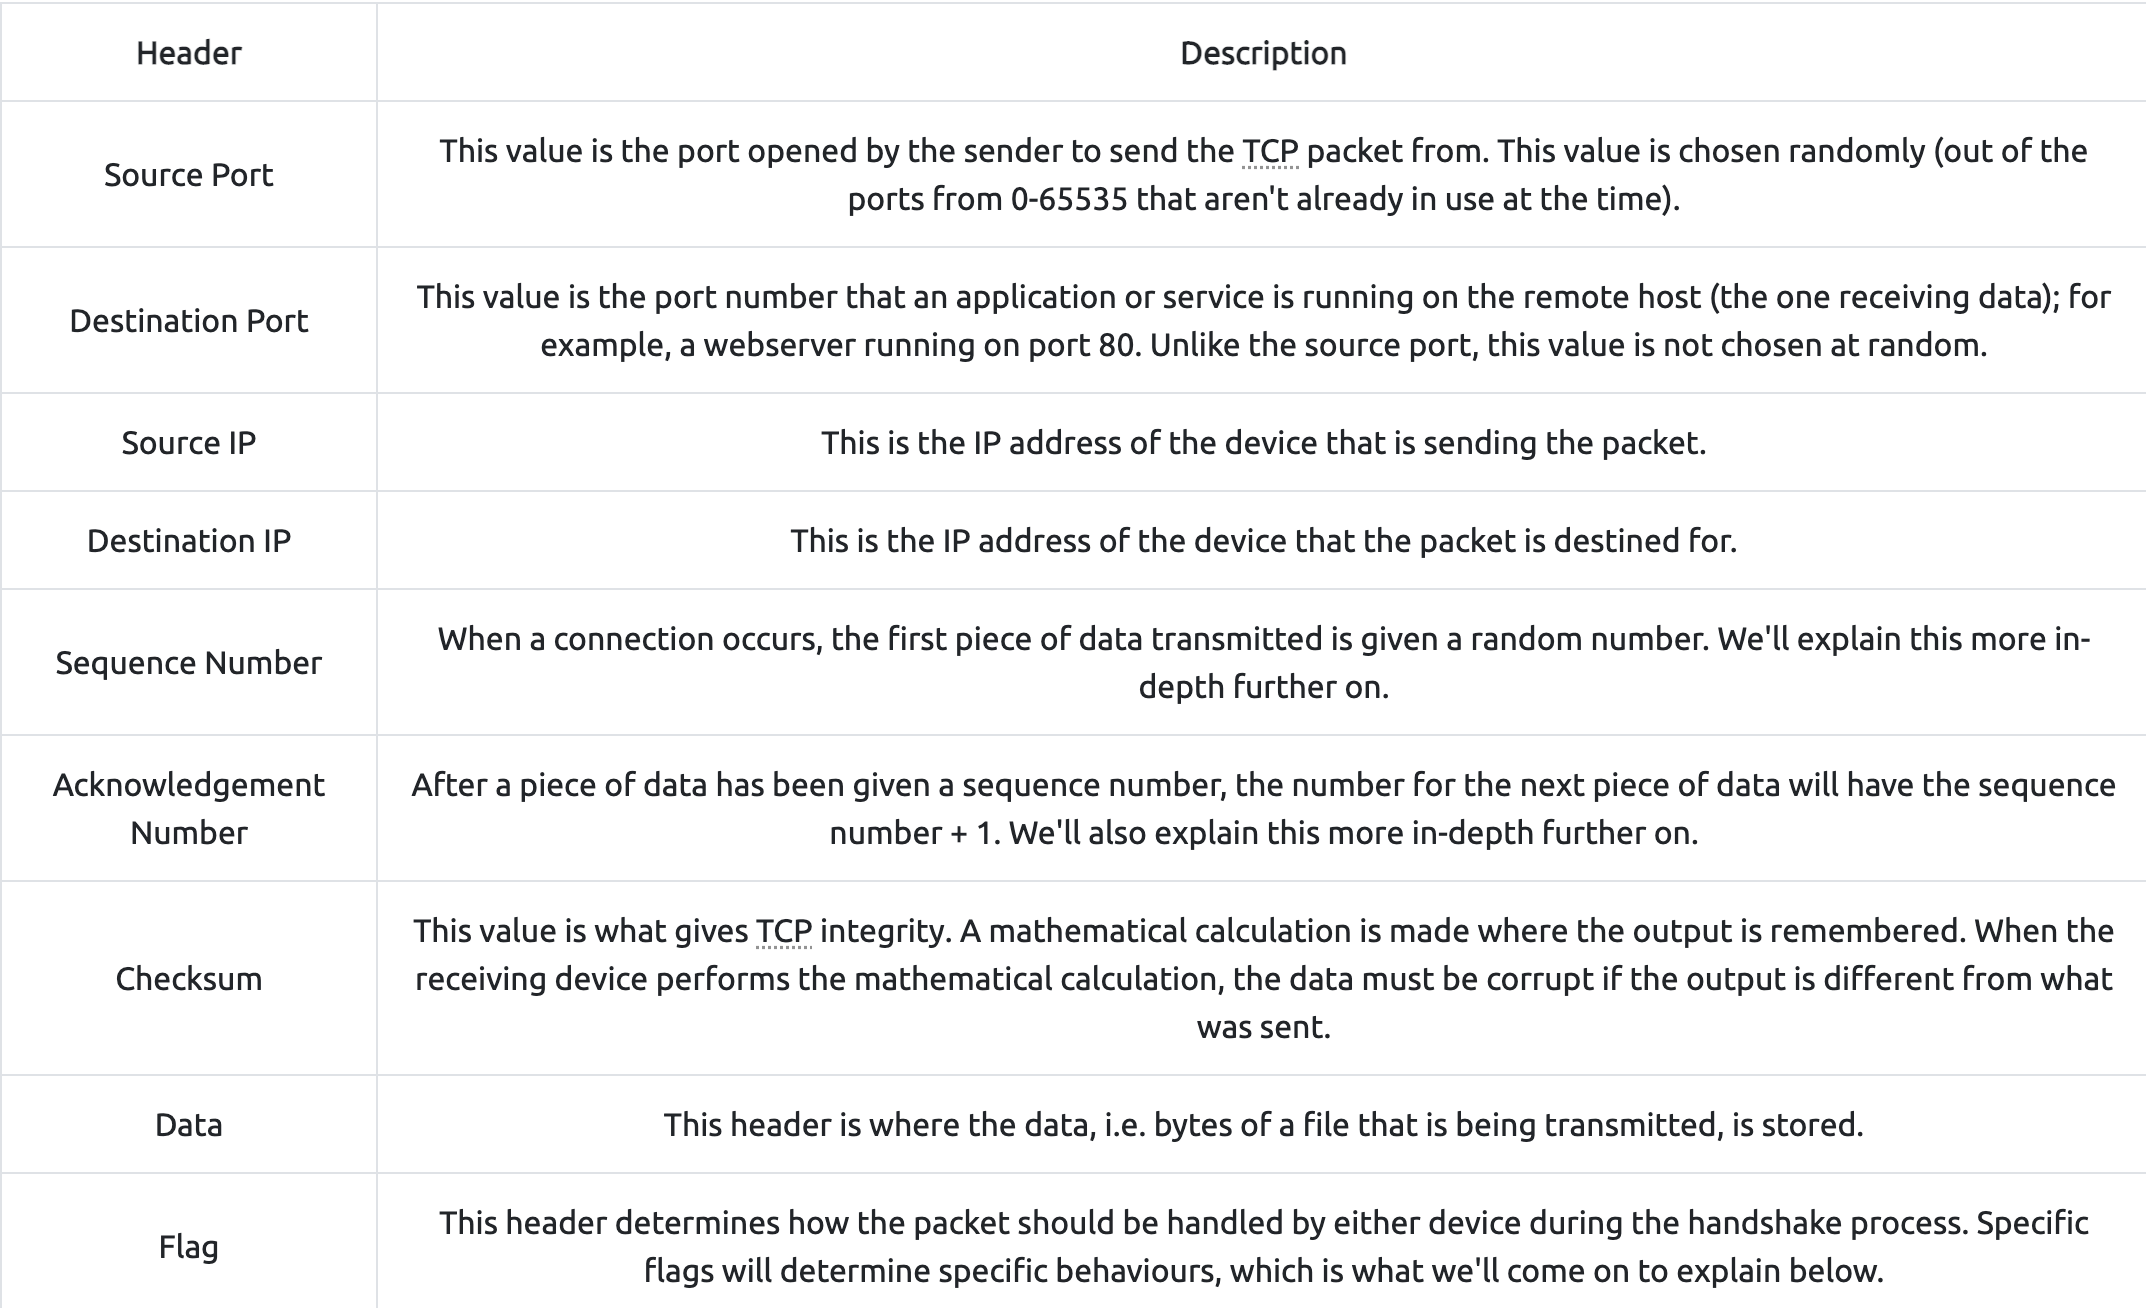 Header
Description
Source Port
This value is the port opened by the sender to send the TCP packet from. This value is chosen randomly (out of the
ports from 0-65535 that aren't already in use at the time).
Destination Port
This value is the port number that an application or service is running on the remote host (the one receiving data); for
example, a webserver running on port 80. Unlike the source port, this value is not chosen at random.
Source IP
This is the IP address of the device that is sending the packet.
Destination IP
This is the IP address of the device that the packet is destined for.
Sequence Number
When a connection occurs, the first piece of data transmitted is given a random number. We'll explain this more in-
depth further on.
Acknowledgement
Number
After a piece of data has been given a sequence number, the number for the next piece of data will have the sequence
number + 1. We'll also explain this more in-depth further on.
Checksum
This value is what gives TCP integrity. A mathematical calculation is made where the output is remembered. When the
receiving device performs the mathematical calculation, the data must be corrupt if the output is different from what
was sent.
Data
This header is where the data, i.e. bytes of a file that is being transmitted, is stored.
Flag
This header determines how the packet should be handled by either device during the handshake process. Specific
flags will determine specific behaviours, which is what we'll come on to explain below.